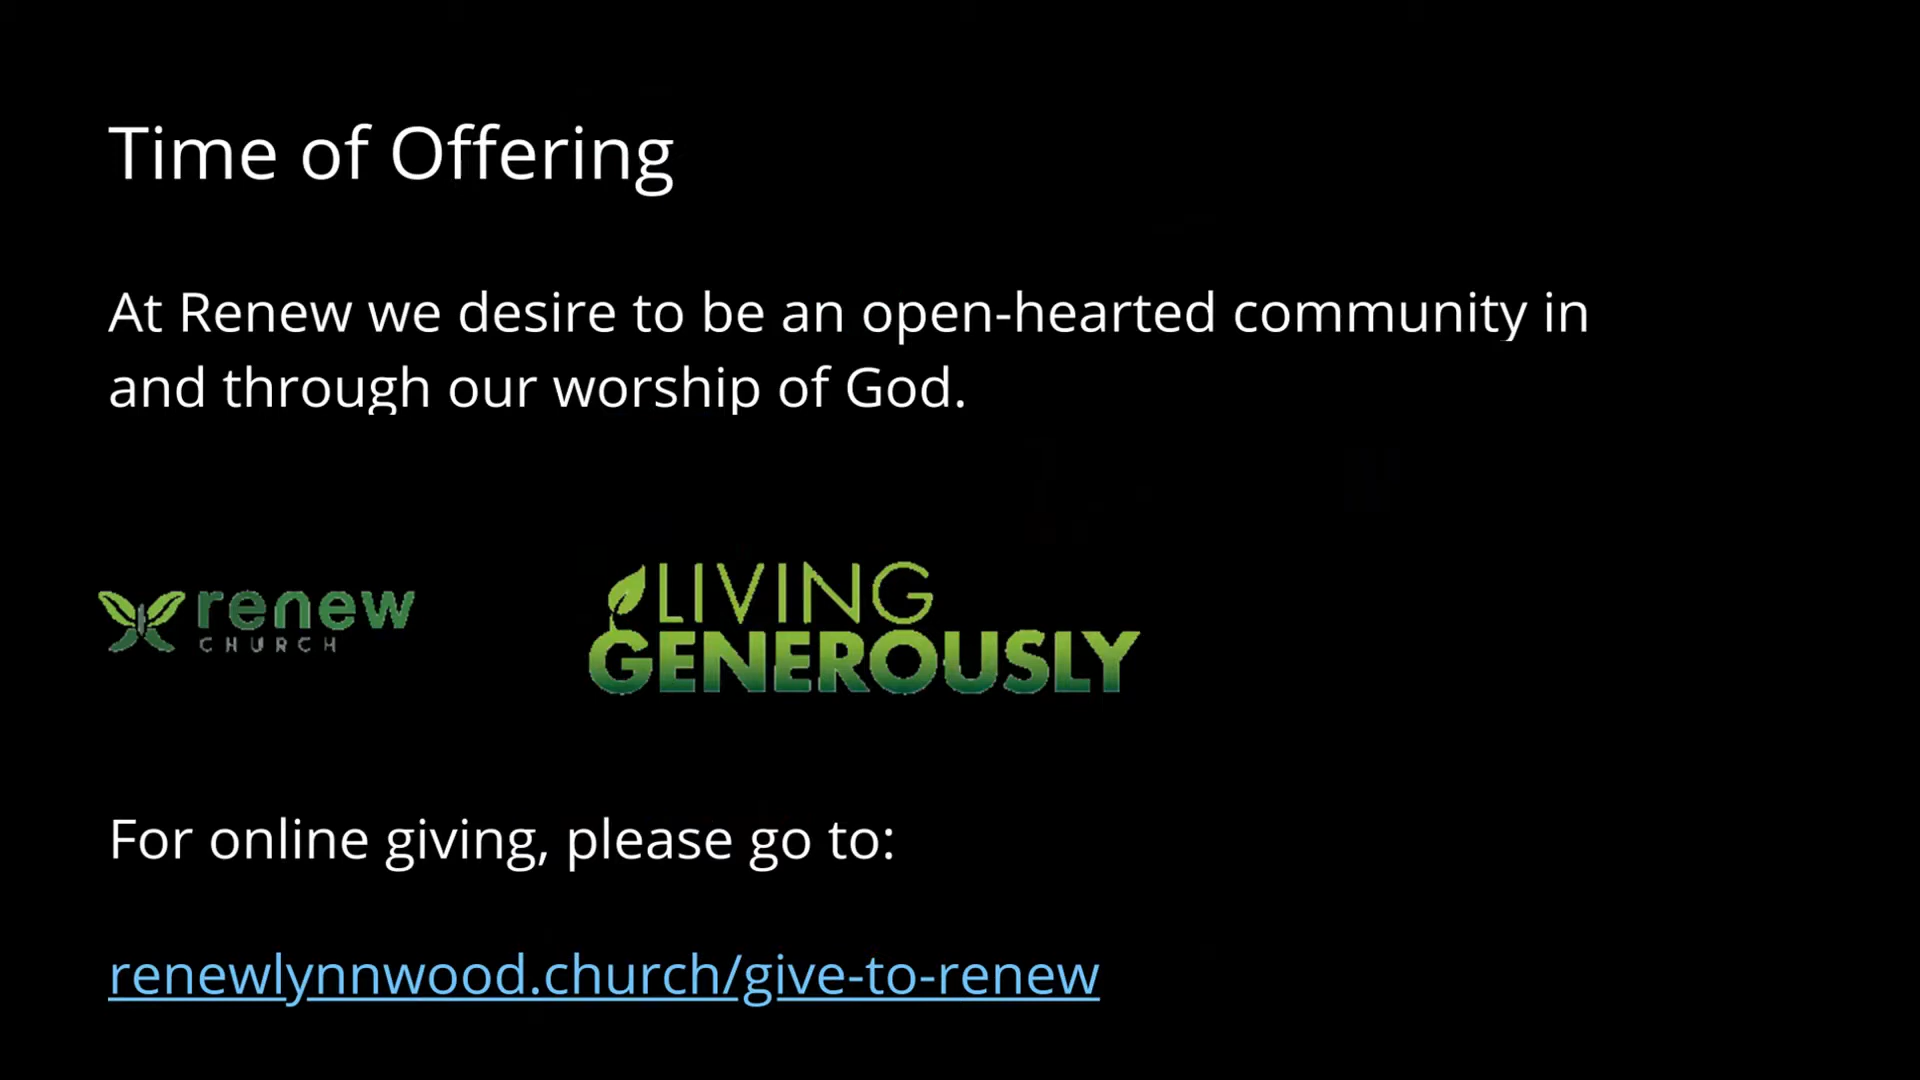 Time of Offering
At Renew we desire to be an open-hearted community in
and through our worship of God.
renew
CHURCH
LIVING
GENEROUSLY
For online giving, please go to:
renewlynnwood.church/give-to-renew